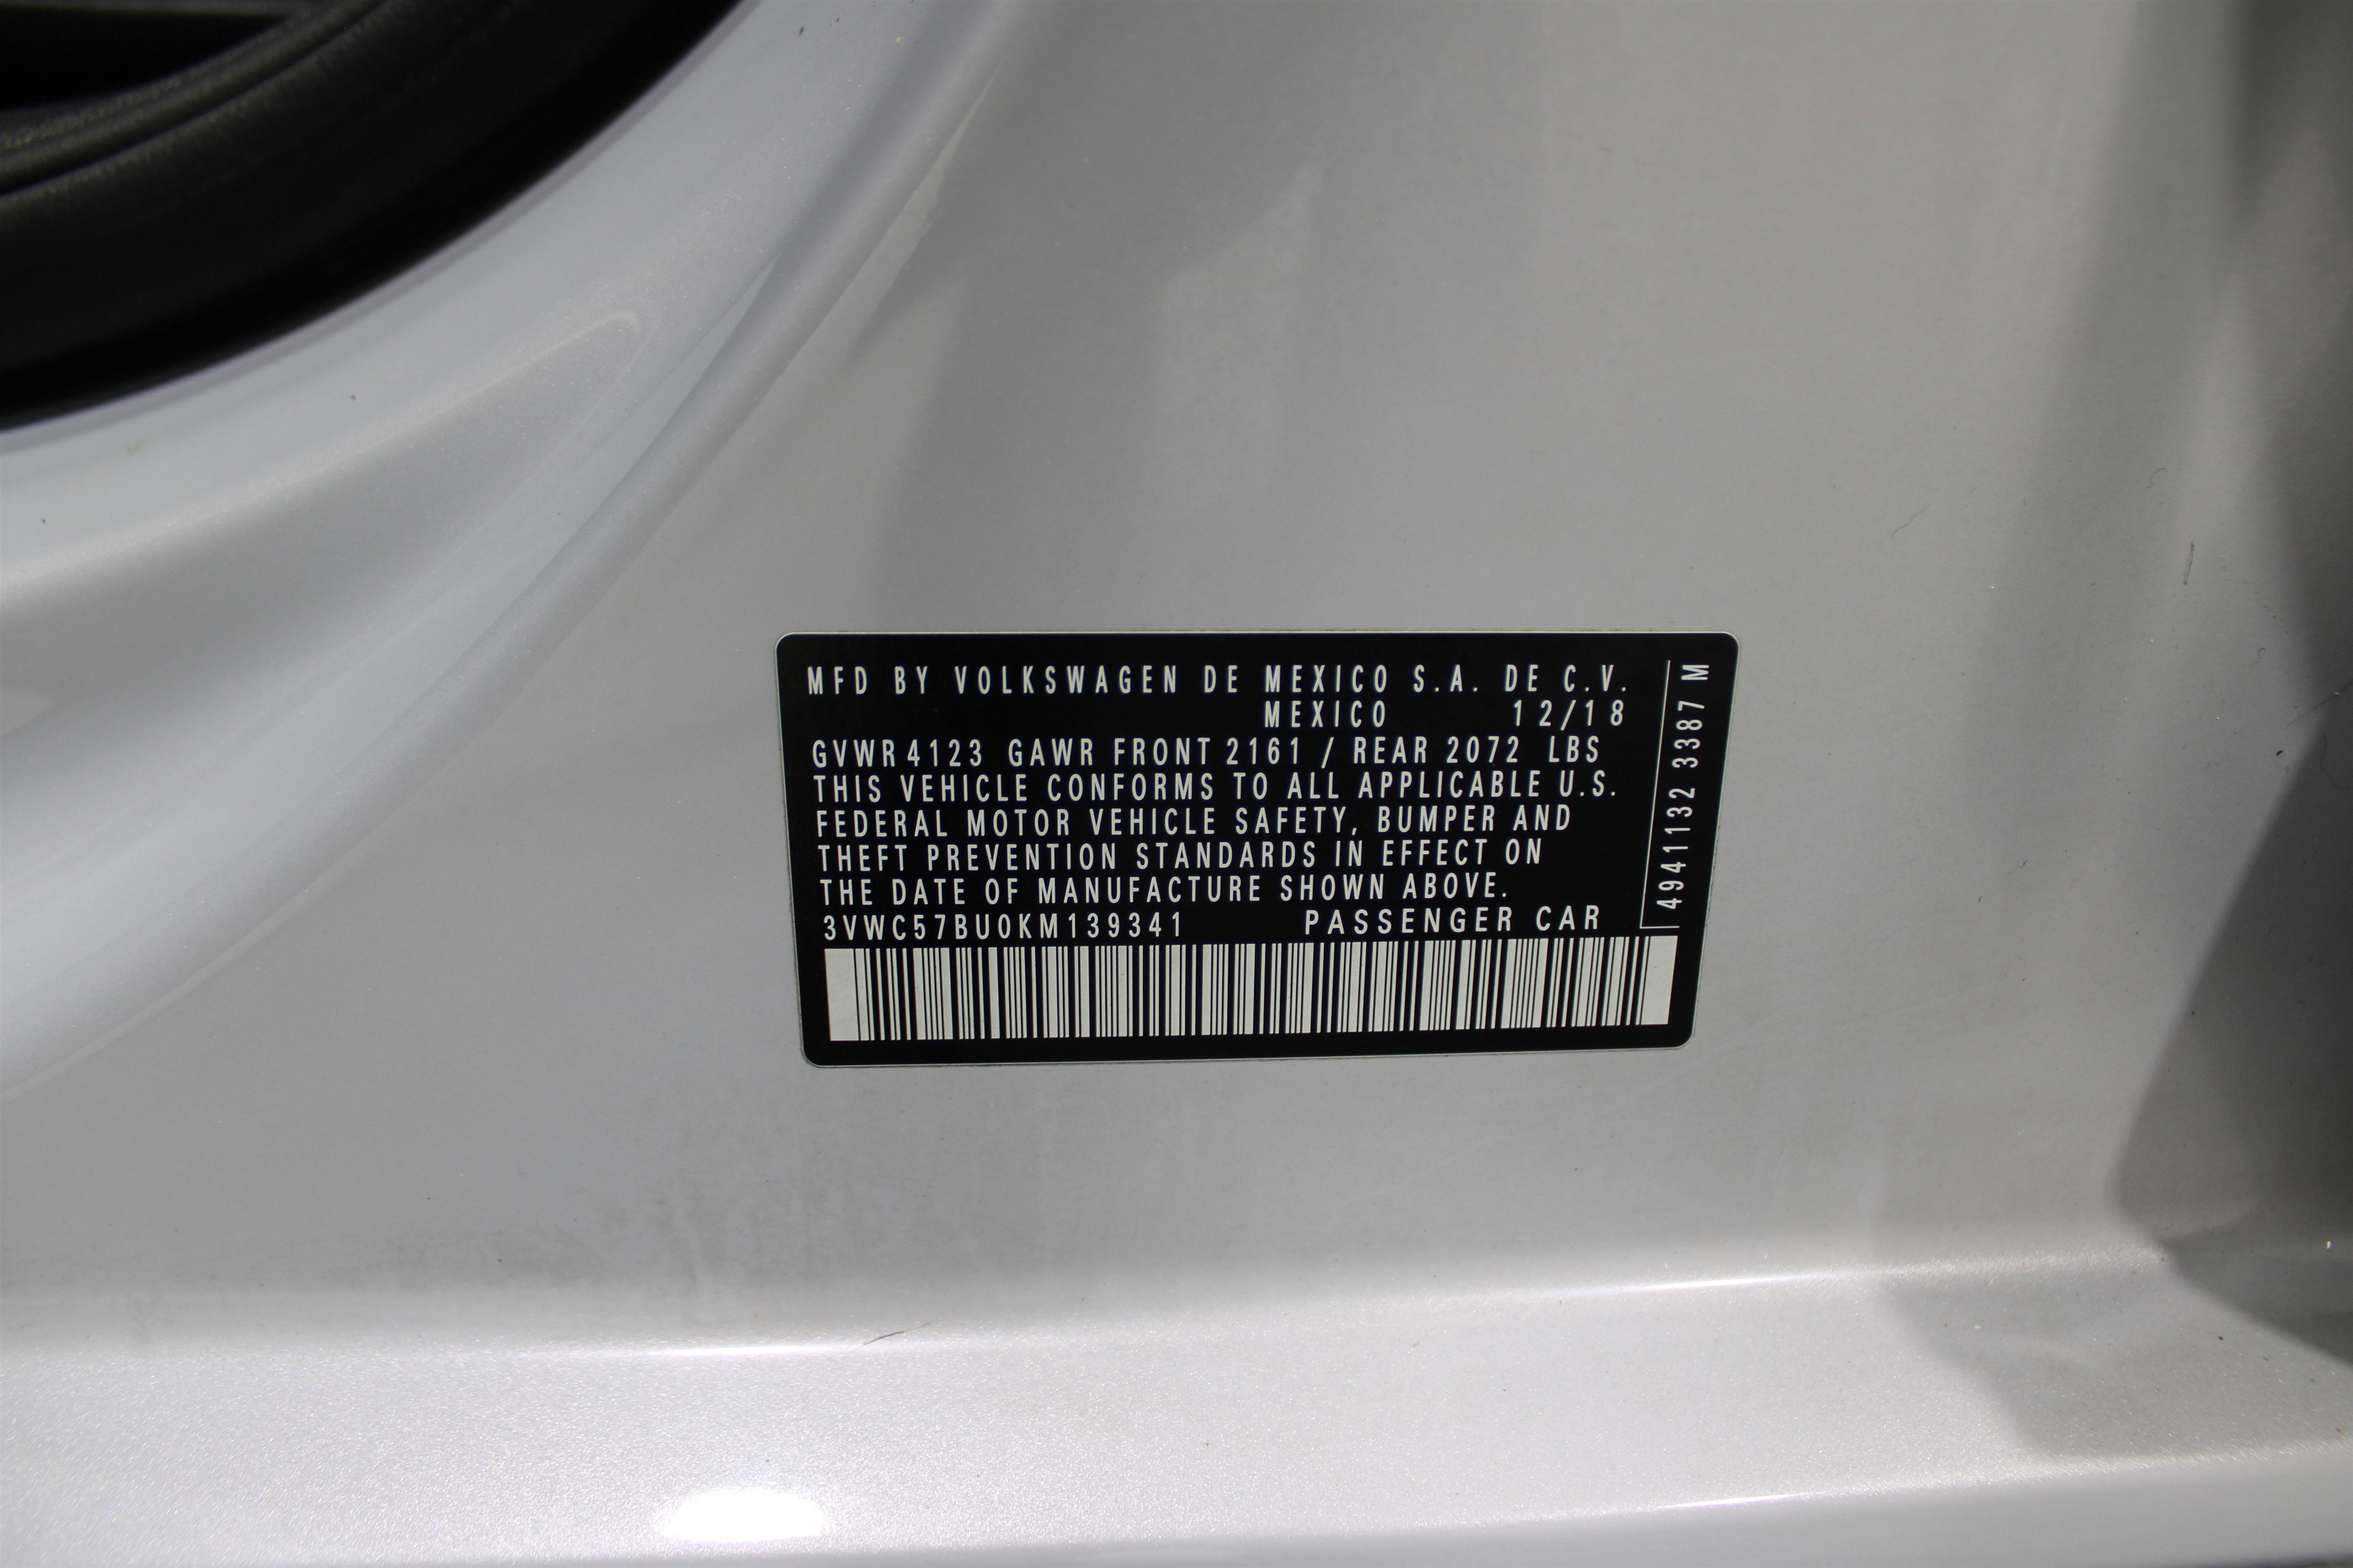 MFD BY VOLKSWAGEN DE MEXICO S.A. DE C.V.
MEXICO 12/18
GVWR 4123 GAWR FRONT 2161 / REAR 2072 LBS
THIS VEHICLE CONFORMS TO ALL APPLICABLE U.S.
FEDERAL MOTOR VEHICLE SAFETY, BUMPER AND
THEFT PREVENTION STANDARDS IN EFFECT ON
THE DATE OF MANUFACTURE SHOWN ABOVE.
3VWC57BU0KM139341 PASSENGER CAR
4941132 3387 M